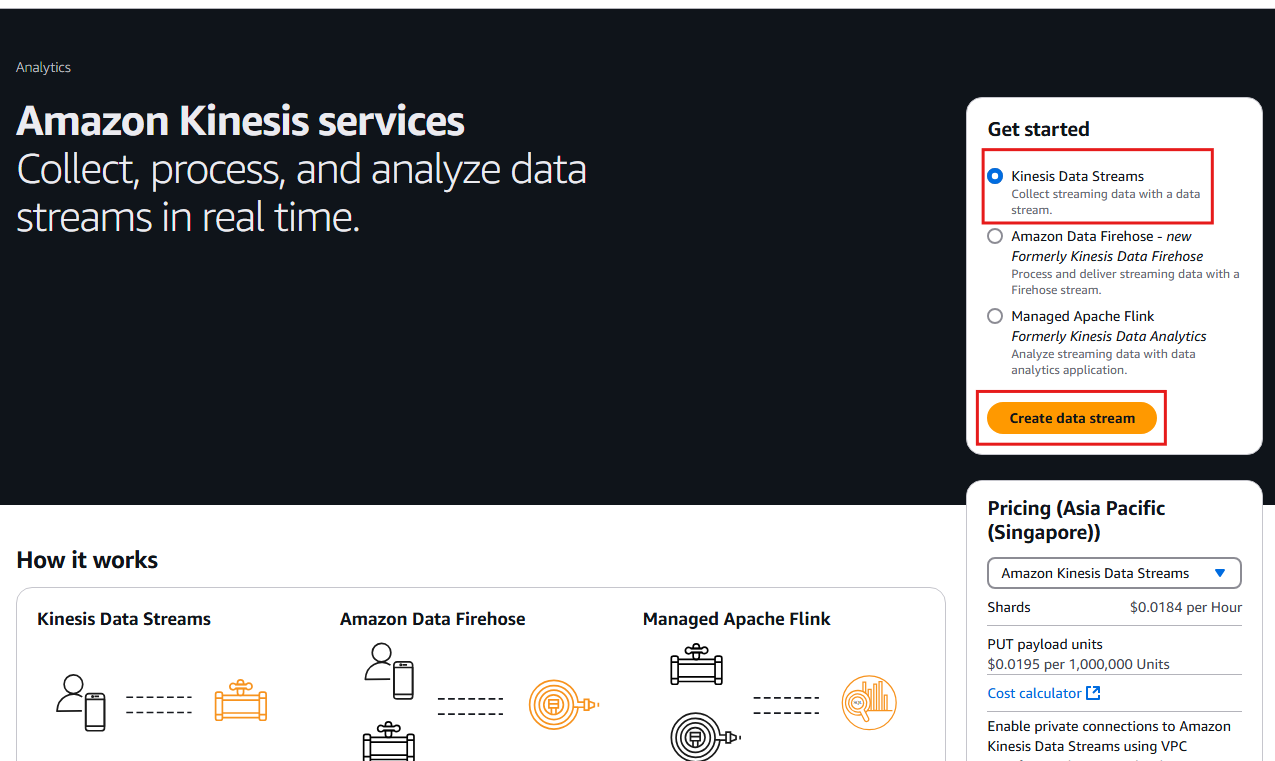 Analytics
Amazon Kinesis services
Collect, process, and analyze data
streams in real time.
Get started
Kinesis Data Streams
Collect streaming data with a data
stream.
Amazon Data Firehose - new
Formerly Kinesis Data Firehose
Process and deliver streaming data with a
Firehose stream.
Managed Apache Flink
Formerly Kinesis Data Analytics
Analyze streaming data with data
analytics application.
Create data stream
How it works
Kinesis Data Streams
Amazon Data Firehose
Managed Apache Flink
Pricing (Asia Pacific
(Singapore))
Amazon Kinesis Data Streams
Shards $0.0184 per Hour
PUT payload units
$0.0195 per 1,000,000 Units
Cost calculator
Enable private connections to Amazon
Kinesis Data Streams using VPC